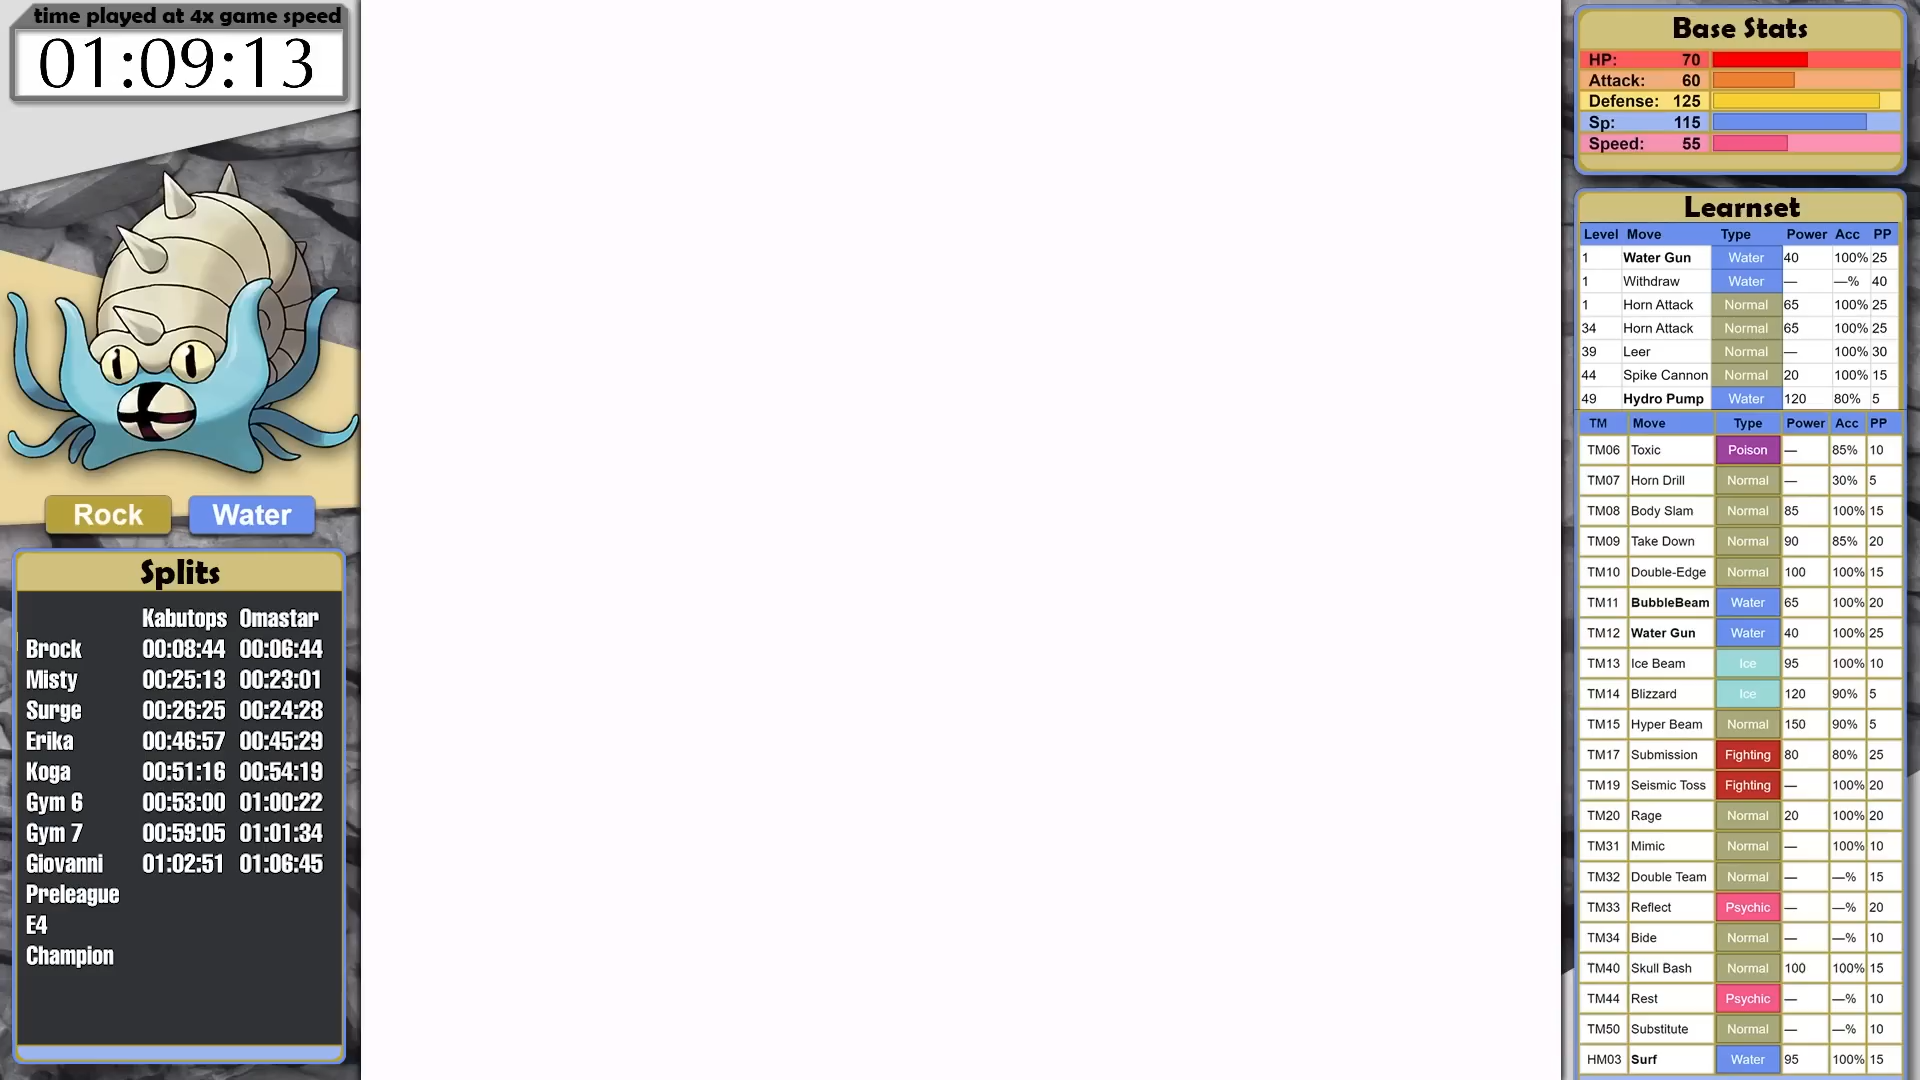 time played at 4x game speed
01:09:13
Rock Water
Splits
Kabutops Omastar
Brock 00:08:44 00:06:44
Misty 00:25:13 00:23:01
Surge 00:26:25 00:24:28
Erika 00:46:57 00:45:29
Koga 00:51:16 00:54:19
Gym 6 00:53:00 01:00:22
Gym 7 00:59:05 01:01:34
Giovanni 01:02:51 01:06:45
Preleague
E4
Champion
Base Stats
HP: 70
Attack: 60
Defense: 125
Sp: 115
Speed: 55
Learnset
Level Move Type Power Acc PP
1 Water Gun Water 40 100% 25
1 Withdraw Water — —% 40
1 Horn Attack Normal 65 100% 25
34 Horn Attack Normal 65 100% 25
39 Leer Normal — 100% 30
44 Spike Cannon Normal 20 100% 15
49 Hydro Pump Water 120 80% 5
TM Move Type Power Acc PP
TM06 Toxic Poison — 85% 10
TM07 Horn Drill Normal — 30% 5
TM08 Body Slam Normal 85 100% 15
TM09 Take Down Normal 90 85% 20
TM10 Double-Edge Normal 100 100% 15
TM11 BubbleBeam Water 65 100% 20
TM12 Water Gun Water 40 100% 25
TM13 Ice Beam Ice 95 100% 10
TM14 Blizzard Ice 120 90% 5
TM15 Hyper Beam Normal 150 90% 5
TM17 Submission Fighting 80 80% 25
TM19 Seismic Toss Fighting — 100% 20
TM20 Rage Normal 20 100% 20
TM31 Mimic Normal — 100% 10
TM32 Double Team Normal — —% 15
TM33 Reflect Psychic — —% 20
TM34 Bide Normal — —% 10
TM40 Skull Bash Normal 100 100% 15
TM44 Rest Psychic — —% 10
TM50 Substitute Normal — —% 10
HM03 Surf Water 95 100% 15